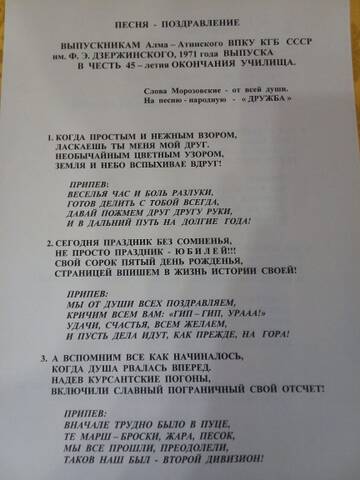 ПЕСНЯ - ПОЗДРАВЛЕНИЕ
ВЫПУСКНИКАМ Алма – Атинского ВПКУ КГБ СССР
им. Ф. Э. ДЗЕРЖИНСКОГО, 1971 года ВЫПУСКА
В ЧЕСТЬ 45 – летия ОКОНЧАНИЯ УЧИЛИЩА.
Слова Морозовские - от всей души.
На песню - народную - « ДРУЖБА »
1. КОГДА ПРОСТЫМ И НЕЖНЫМ ВЗОРОМ,
ЛАСКАЕШЬ ТЫ МЕНЯ МОЙ ДРУГ.
НЕОБЫЧАЙНЫМ ЦВЕТНЫМ УЗОРОМ,
ЗЕМЛЯ И НЕБО ВСПЫХИВАЕ ВДРУГ!
ПРИПЕВ:
ВЕСЕЛЬЯ ЧАС И БОЛЬ РАЗЛУКИ,
ГОТОВ ДЕЛИТЬ С ТОБОЙ ВСЕГДА,
ДАВАЙ ПОЖМЕМ ДРУГ ДРУГУ РУКИ,
И В ДАЛЬНИЙ ПУТЬ НА ДОЛГИЕ ГОДА!
2. СЕГОДНЯ ПРАЗДНИК БЕЗ СОМНЕНЬЯ,
НЕ ПРОСТО ПРАЗДНИК - Ю Б И Л Е Й!!!
СВОЙ СОРОК ПЯТЫЙ ДЕНЬ РОЖДЕНЬЯ,
СТРАНИЦЕЙ ВПИШЕМ В ЖИЗНЬ ИСТОРИИ СВОЕЙ!
ПРИПЕВ:
МЫ ОТ ДУШИ ВСЕХ ПОЗДРАВЛЯЕМ,
КРИЧИМ ВСЕМ ВАМ: «ГИП – ГИП, УРААА!»
УДАЧИ, СЧАСТЬЯ, ВСЕМ ЖЕЛАЕМ,
И ПУСТЬ ДЕЛА ИДУТ, КАК ПРЕЖДЕ, НА ГОРА!
3. А ВСПОМНИМ ВСЕ КАК НАЧИНАЛОСЬ,
КОГДА ДУША РВАЛАСЬ ВПЕРЕД.
НАДЕВ КУРСАНТСКИЕ ПОГОНЫ,
ВКЛЮЧИЛИ СЛАВНЫЙ ПОГРАНИЧНЫЙ СВОЙ ОТСЧЕТ!
ПРИПЕВ:
ВНАЧАЛЕ ТРУДНО БЫЛО В ПУЦЕ,
ТЕ МАРШ – БРОСКИ, ЖАРА, ПЕСОК,
МЫ ВСЕ ПРОШЛИ, ПРЕОДОЛЕЛИ,
ТАКОВ НАШ БЫЛ - ВТОРОЙ ДИВИЗИОН!